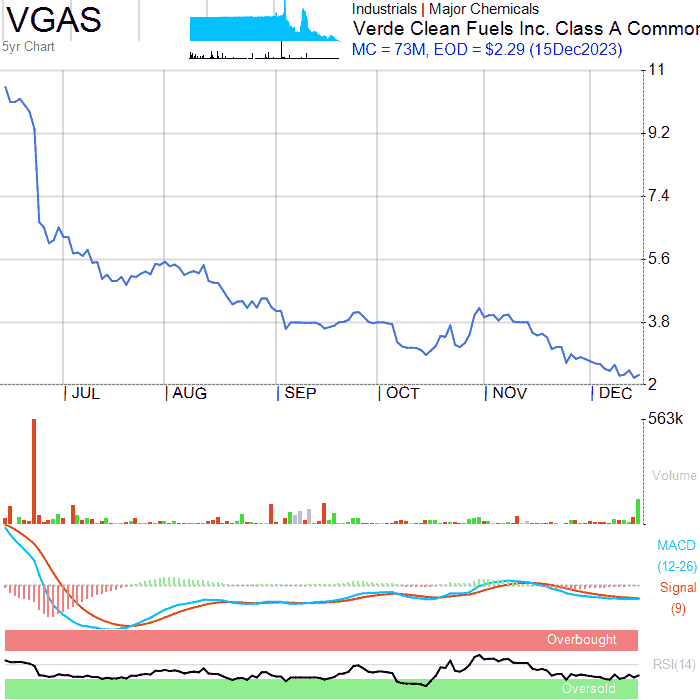 VGAS
5yr Chart
Industrials | Major Chemicals
Verde Clean Fuels Inc. Class A Common
MC = 73M, EOD = $2.29 (15Dec2023)
11
9.2
7.4
5.6
3.8
2
JUL AUG SEP OCT NOV DEC
563k
Volume
MACD
(12-26)
Signal
(9)
Overbought
RSI(14)
Oversold